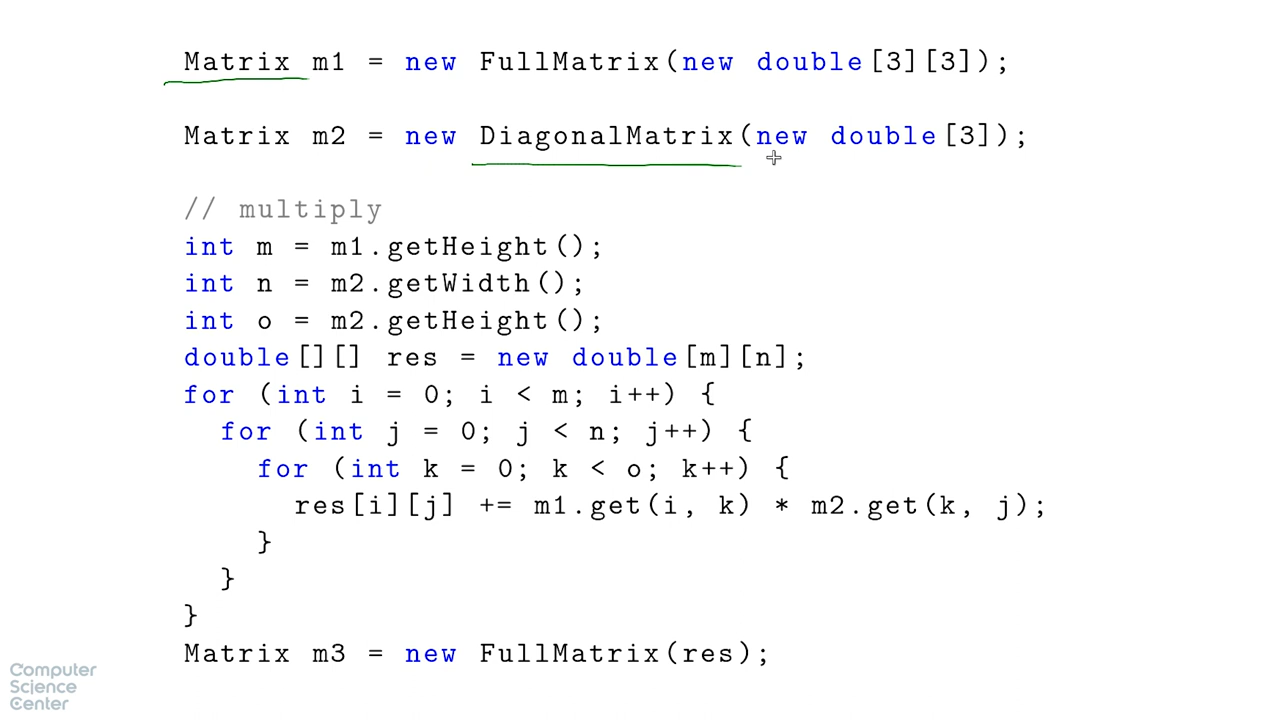 Matrix m1 = new FullMatrix(new double[3][3]);
Matrix m2 = new DiagonalMatrix(new double[3]);
// multiply
int m = m1.getHeight();
int n = m2.getWidth();
int o = m2.getHeight();
double[][] res = new double[m][n];
for (int i = 0; i < m; i++) {
  for (int j = 0; j < n; j++) {
    for (int k = 0; k < o; k++) {
      res[i][j] += m1.get(i, k) * m2.get(k, j);
    }
  }
}
Matrix m3 = new FullMatrix(res);
Computer
Science
Center